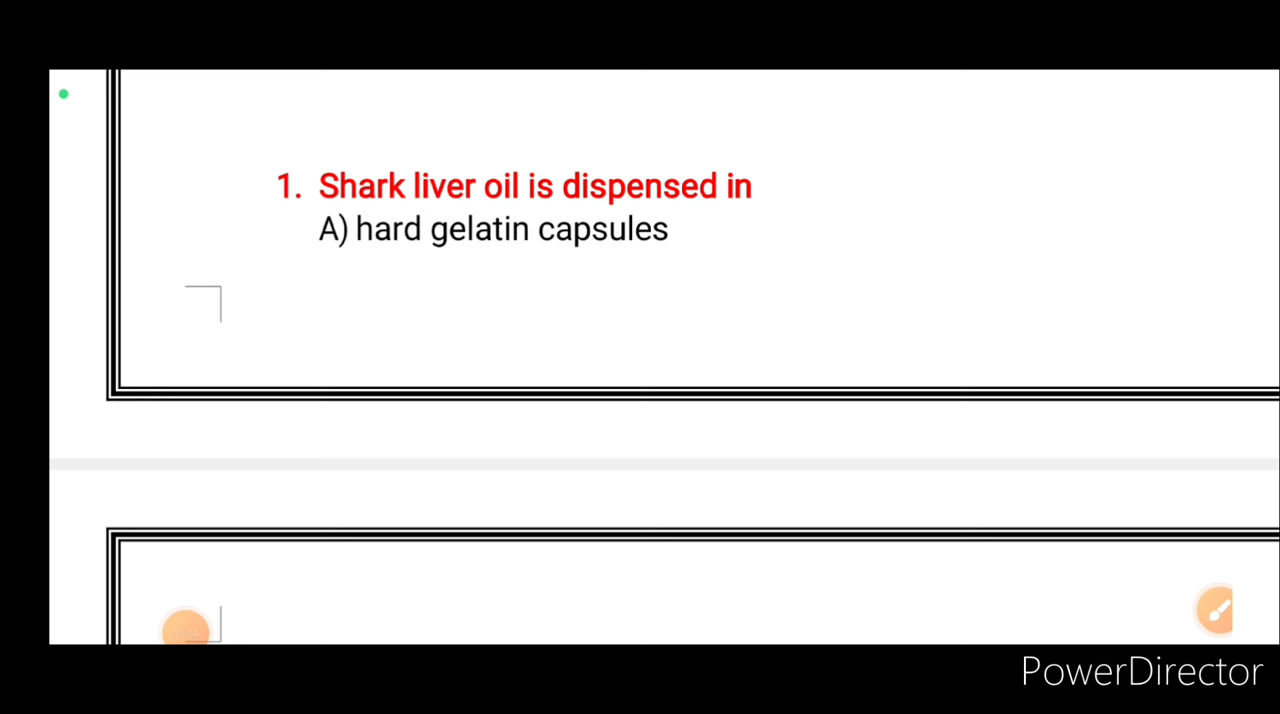 1. Shark liver oil is dispensed in
A) hard gelatin capsules
PowerDirector